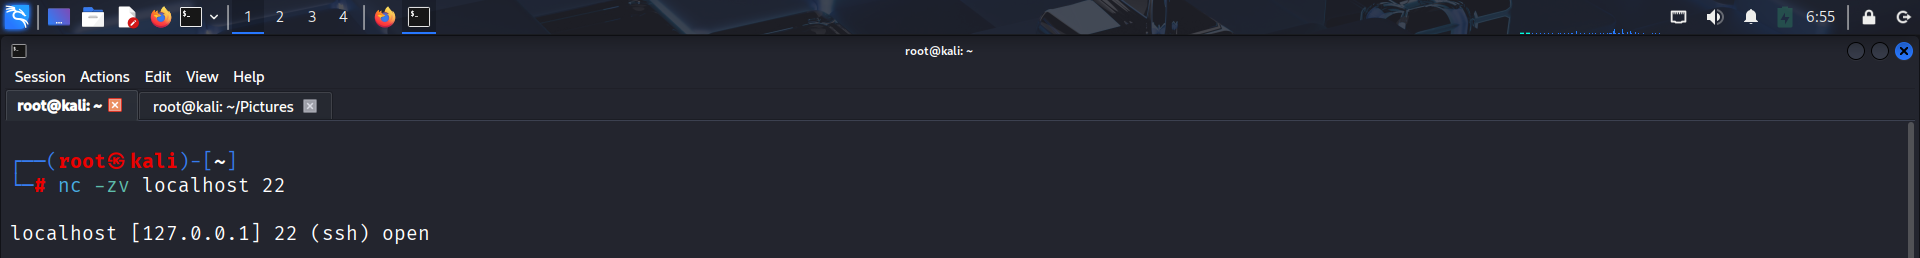 1 2 3 4 6:55
root@kali: ~
Session Actions Edit View Help
root@kali: ~ root@kali: ~/Pictures
┌──(root㉿kali)-[~]
└─# nc -zv localhost 22
localhost [127.0.0.1] 22 (ssh) open